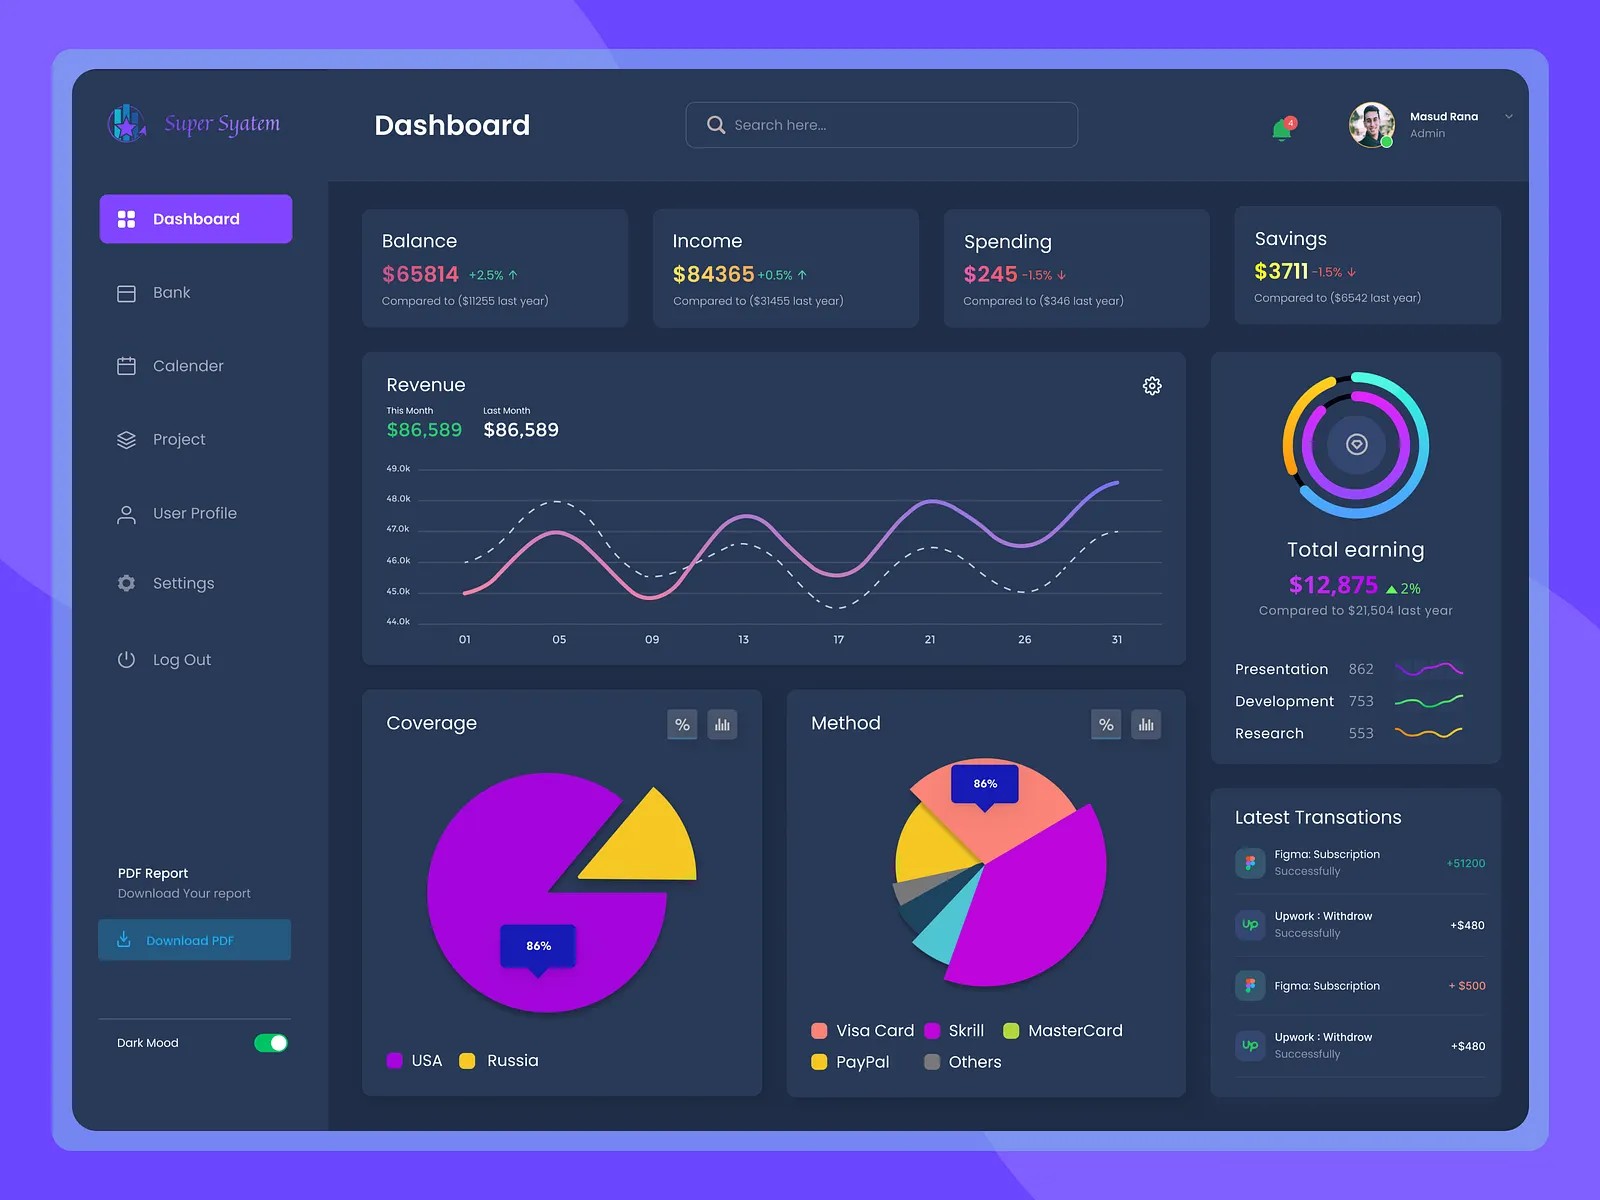 Super Syatem
Dashboard
Search here...
4
Masud Rana
Admin
Dashboard
Bank
Calender
Project
User Profile
Settings
Log Out
PDF Report
Download Your report
Download PDF
Dark Mood
Balance
$65814 +2.5% ↑
Compared to ($11255 last year)
Income
$84365 +0.5% ↑
Compared to ($31455 last year)
Spending
$245 -1.5% ↓
Compared to ($346 last year)
Savings
$3711 -1.5% ↓
Compared to ($6542 last year)
Revenue
This Month Last Month
$86,589 $86,589
49.0k
48.0k
47.0k
46.0k
45.0k
44.0k
01 05 09 13 17 21 26 31
Total earning
$12,875 ▲2%
Compared to $21,504 last year
Presentation 862
Development 753
Research 553
Coverage
%
86%
USA Russia
Method
%
86%
Visa Card Skrill MasterCard
PayPal Others
Latest Transations
Figma: Subscription
Successfully
+51200
Up
Upwork : Withdrow
Successfully
+$480
Figma: Subscription
+ $500
Up
Upwork : Withdrow
Successfully
+$480